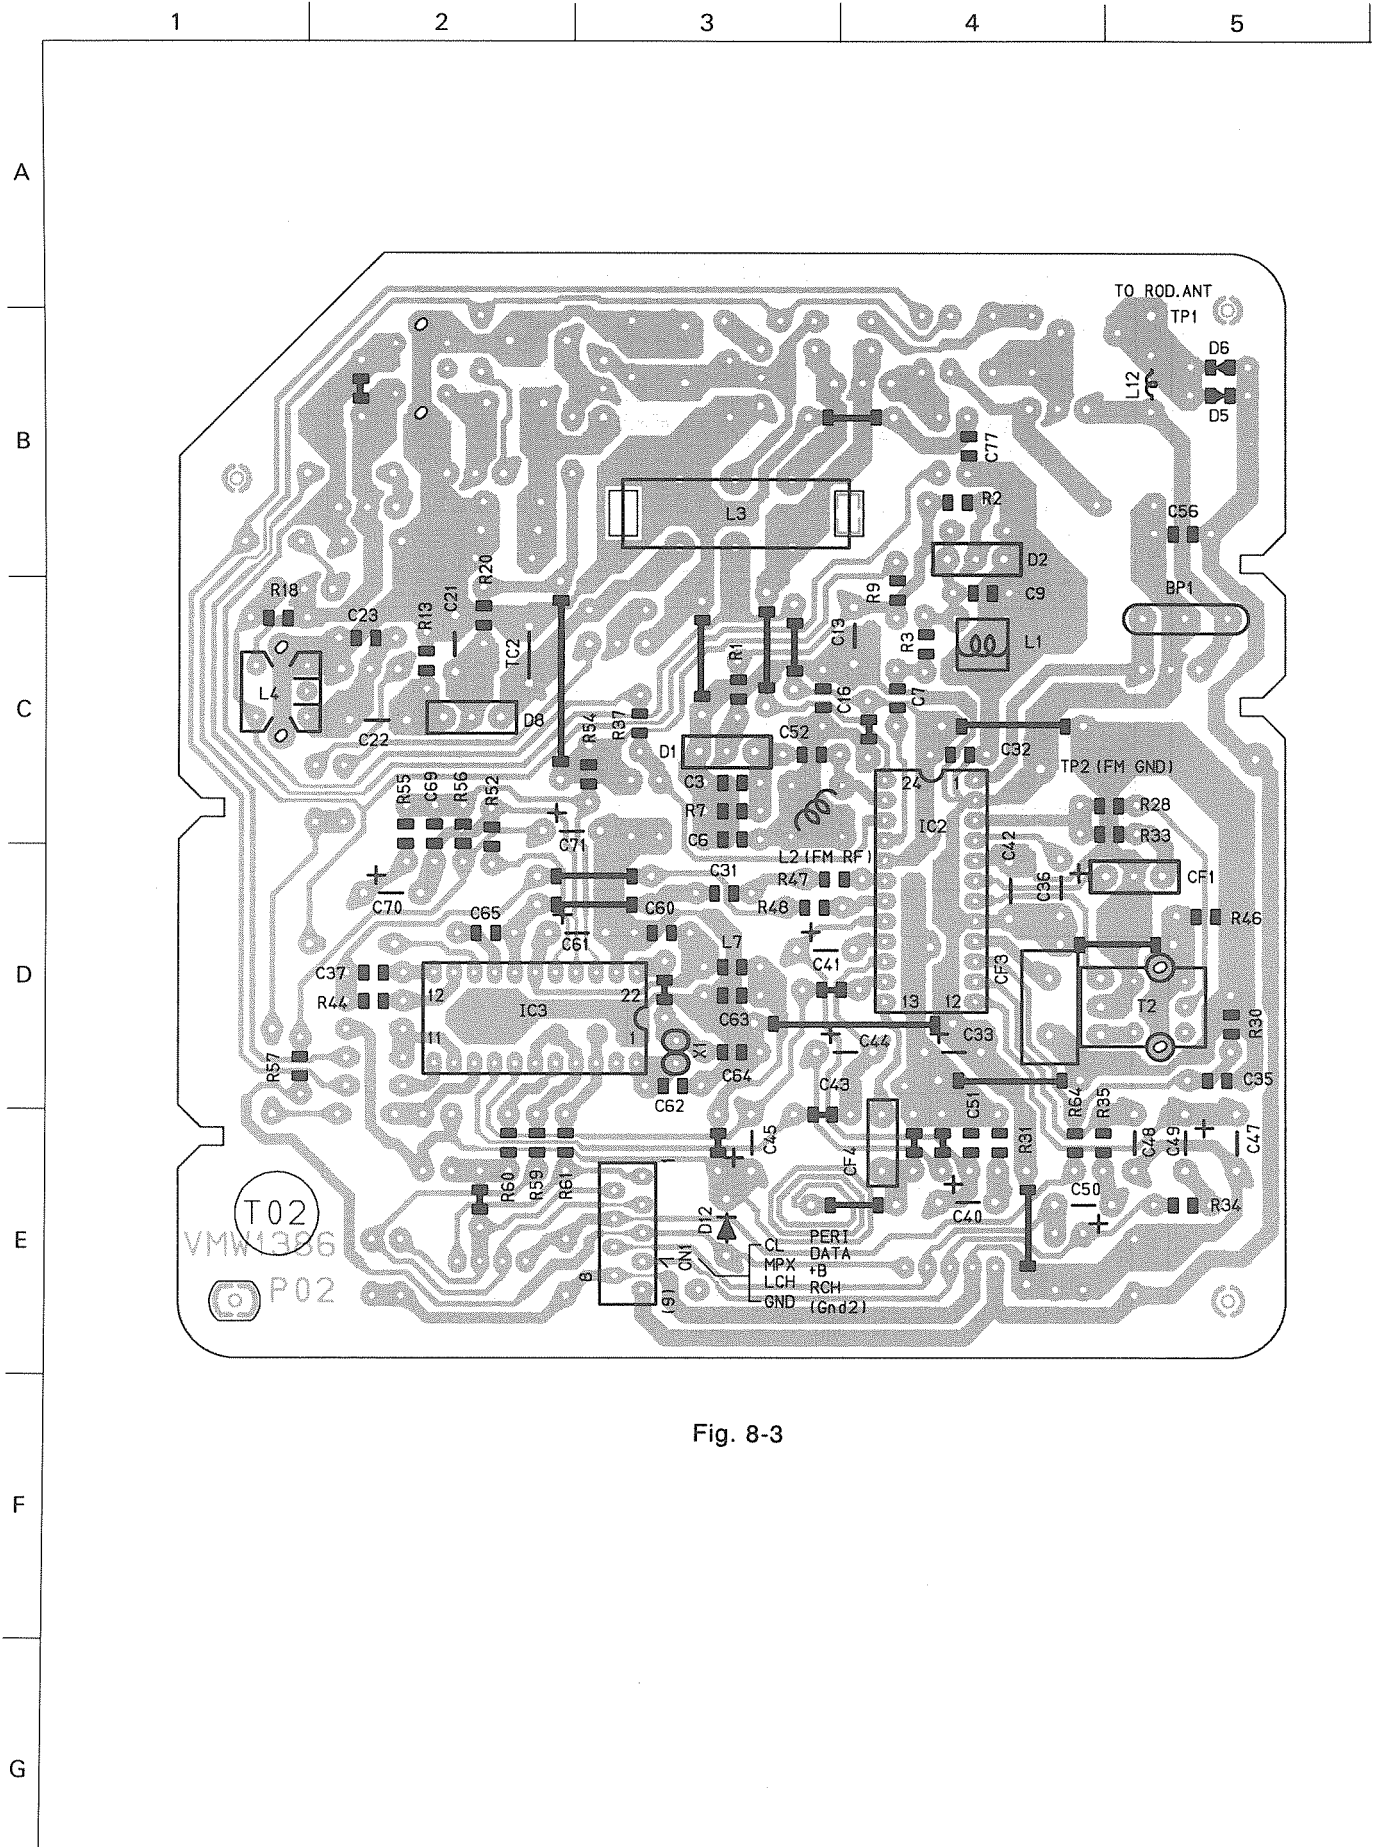 1 2 3 4 5
A
TO ROD.ANT
TP1
D6
L12
D5
B
C77
R2
L3
C56
D2
R20
R18
C21
R9
C9
BP1
C23
R13
TC2
R1
C13
R3
L1
L4
C
C16
C7
D8
R54
R37
C22
D1
C52
C32
TP2 (FM GND)
R55
C69
R56
R52
C3
24
1
R7
R28
IC2
C71
C6
C42
R33
L2 (FM RF)
C31
R47
C36
CF1
C70
R48
C65
C60
R46
C61
L7
C41
CF3
D
C37
12
22
R44
IC3
13
12
T2
C63
11
1
X1
C44
C33
R30
R57
C64
C43
C62
C51
R64
R35
C35
C45
CF4
R31
C48
C49
C47
R60
R59
R61
1
T02
C50
R34
C40
D12
E
VMW1386
PERI
CL
DATA
CN1
MPX
+B
8
7
LCH
RCH
P02
(9)
GND
(Gnd2)
Fig. 8-3
F
G